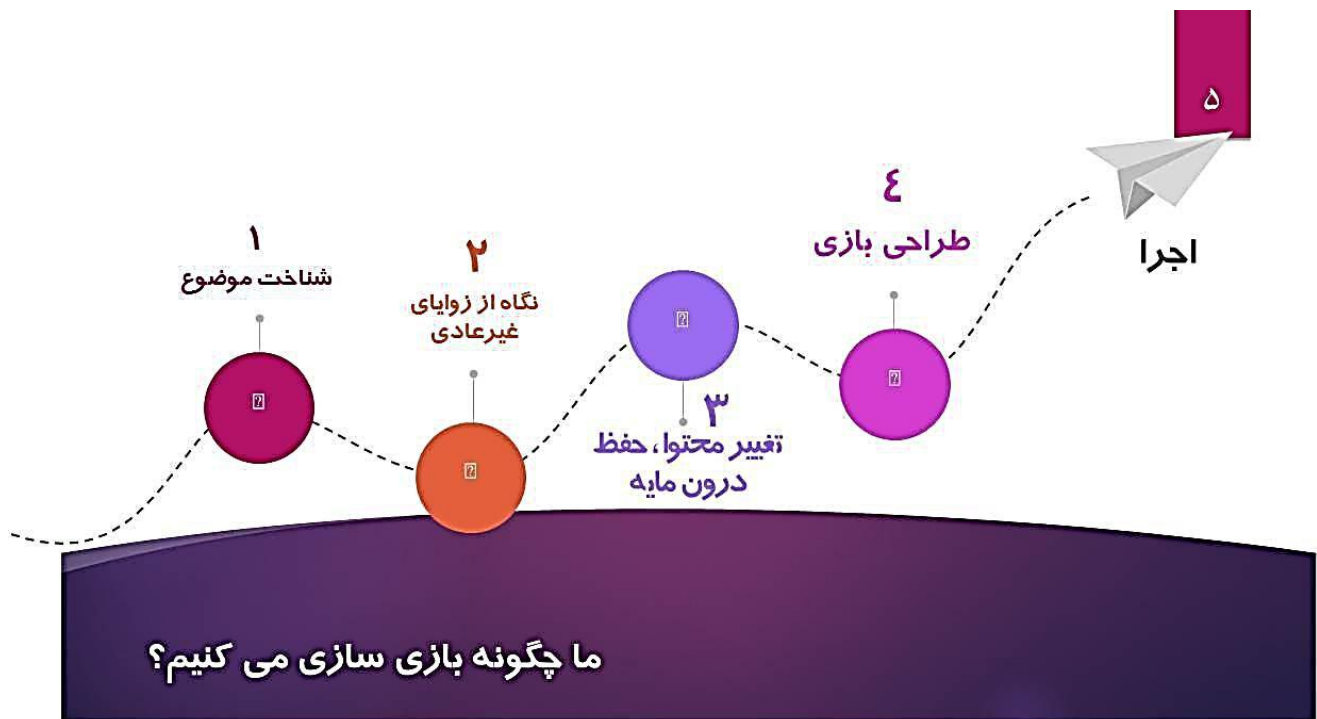 ۱
شناخت موضوع
۲
نگاه از زوایای
غیرعادی
۳
تغییر محتوا، حفظ
درون مایه
٤
طراحی بازی
۵
اجرا
ما چگونه بازی سازی می کنیم؟